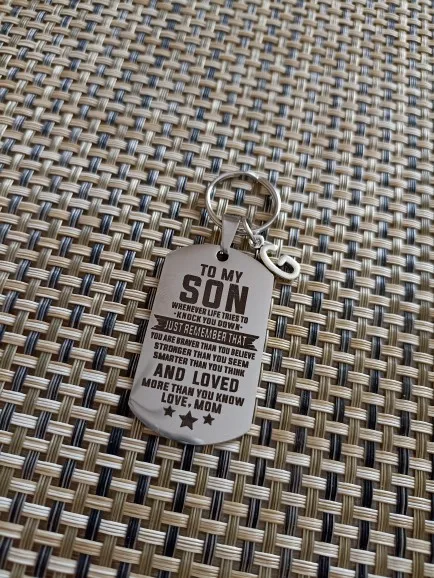 TO MY
SON
WHENEVER LIFE TRIES TO
-KNOCK YOU DOWN-
JUST REMEMBER THAT
YOU ARE BRAVER THAN YOU BELIEVE
STRONGER THAN YOU SEEM
SMARTER THAN YOU THINK
AND LOVED
MORE THAN YOU KNOW
LOVE, MOM
G